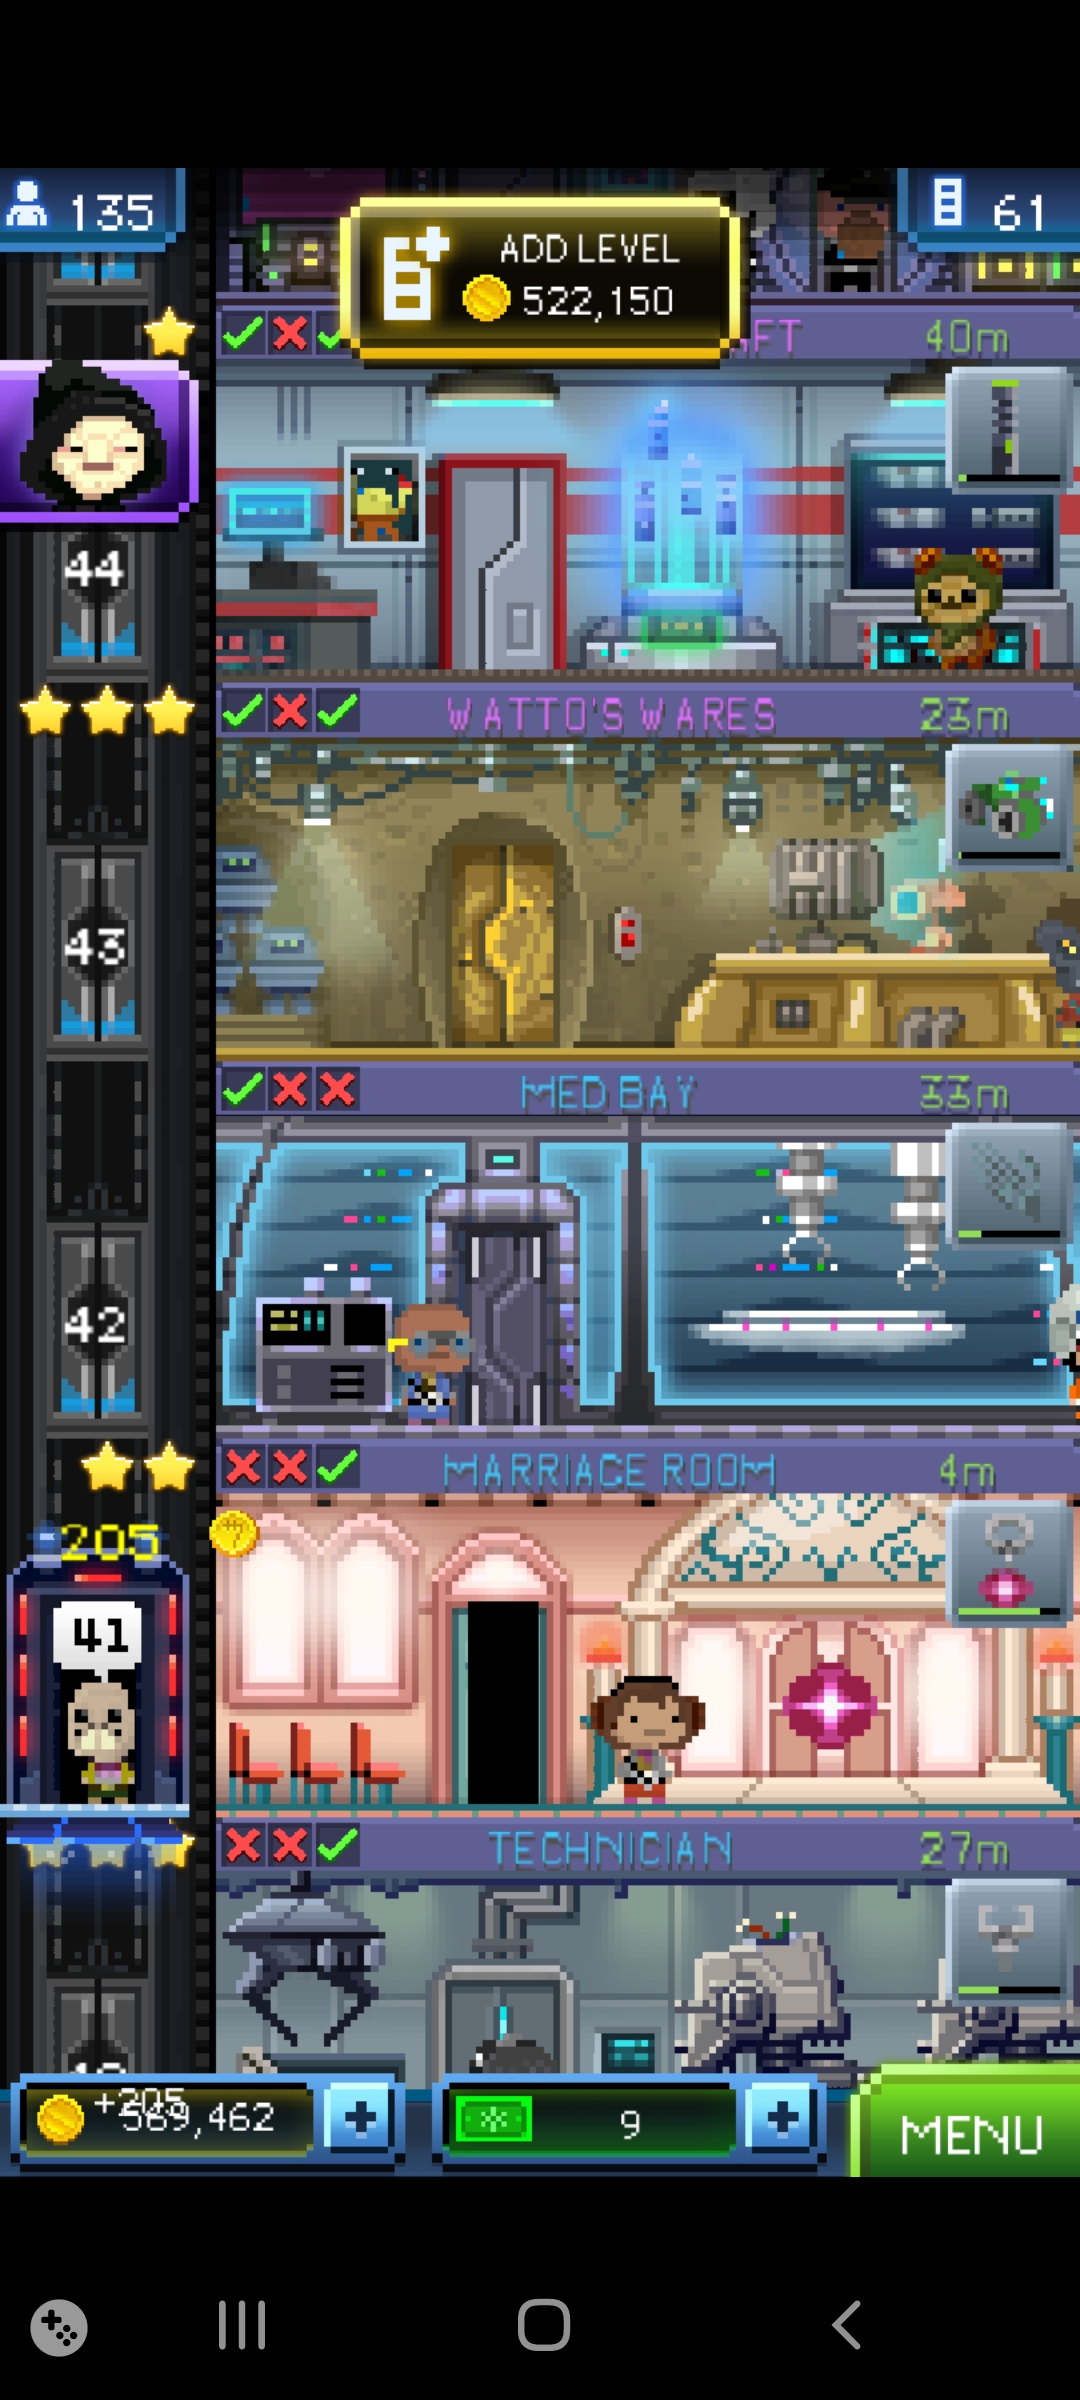 135
ADD LEVEL
522,150
61
40m
44
WATTO'S WARES
23m
43
MED BAY
33m
42
MARRIAGE ROOM
4m
205
41
TECHNICIAN
27m
+205
569,462
9
MENU